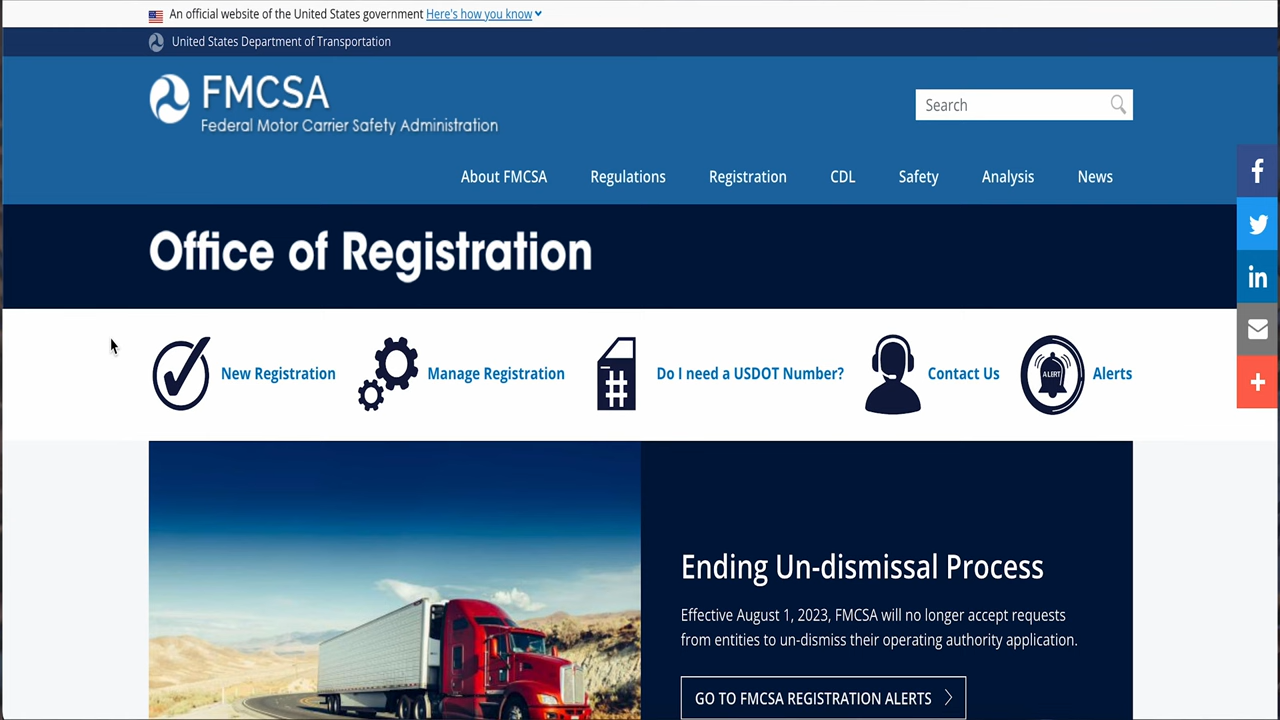 An official website of the United States government Here's how you know
United States Department of Transportation
FMCSA
Federal Motor Carrier Safety Administration
Search
About FMCSA Regulations Registration CDL Safety Analysis News
Office of Registration
New Registration Manage Registration # Do I need a USDOT Number? Contact Us ALERT Alerts
Ending Un-dismissal Process
Effective August 1, 2023, FMCSA will no longer accept requests
from entities to un-dismiss their operating authority application.
GO TO FMCSA REGISTRATION ALERTS